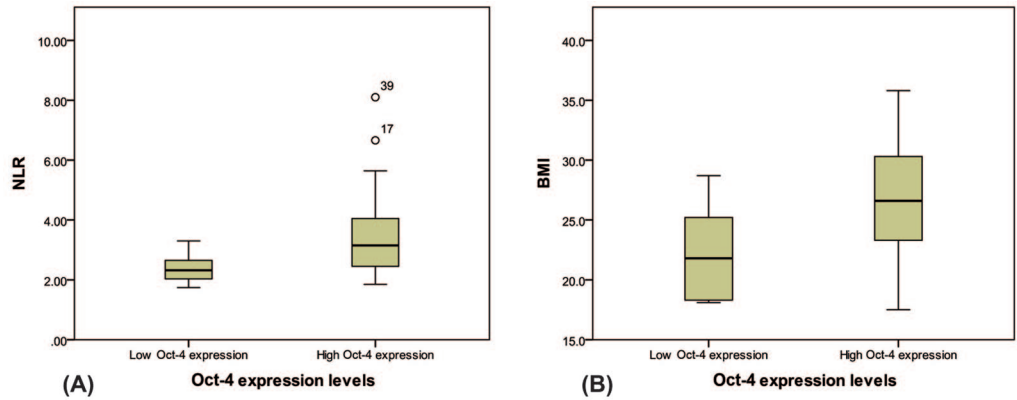 10.00
8.00
6.00
4.00
2.00
.00
NLR
39
17
Low Oct-4 expression
High Oct-4 expression
Oct-4 expression levels
(A)
40.0
35.0
30.0
25.0
20.0
15.0
BMI
Low Oct-4 expression
High Oct-4 expression
Oct-4 expression levels
(B)